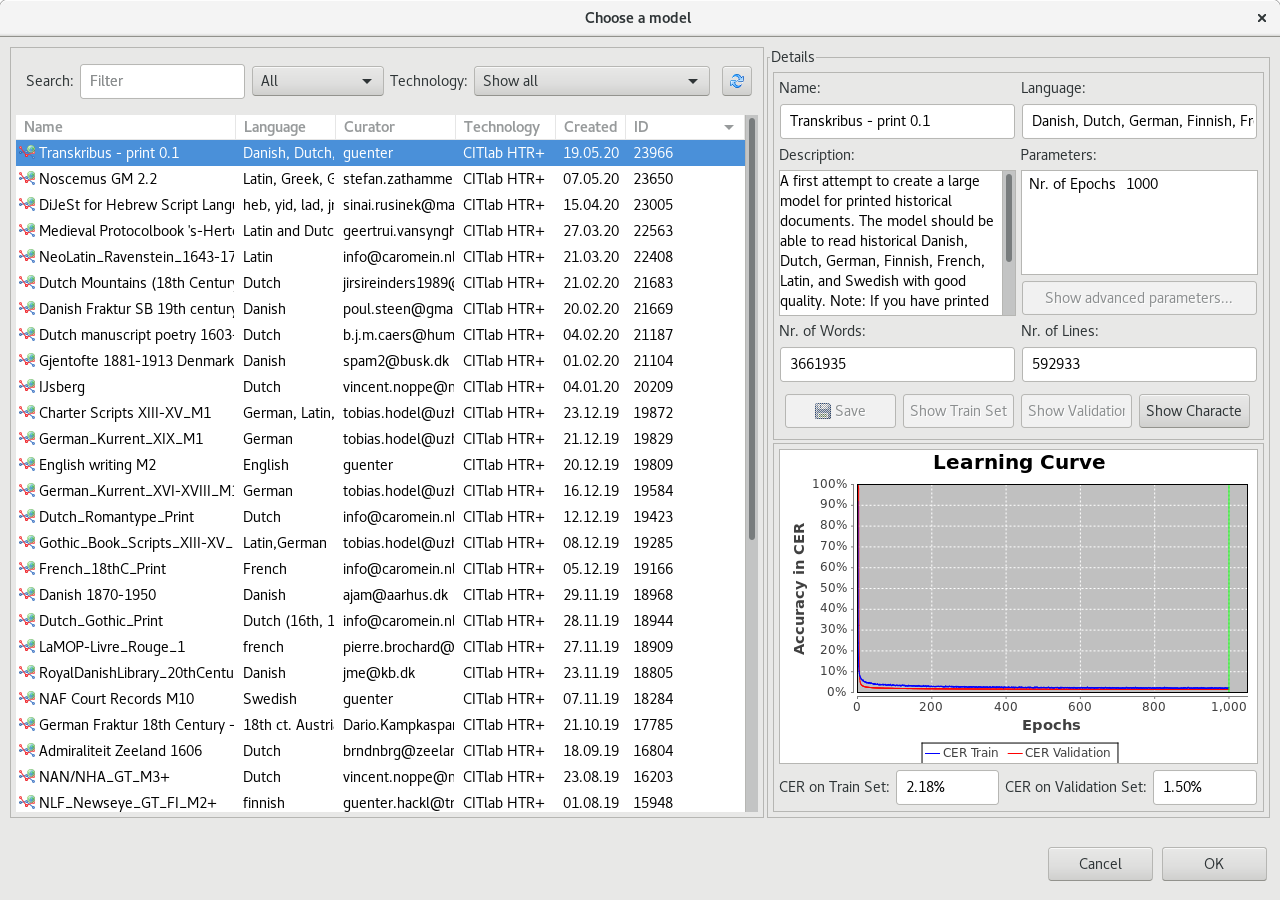 Choose a model
Search: Filter All Technology: Show all
Name Language Curator Technology Created ID
Transkribus - print 0.1 Danish, Dutch, guenter CITlab HTR+ 19.05.20 23966
Noscemus GM 2.2 Latin, Greek, G stefan.zathamme CITlab HTR+ 07.05.20 23650
DiJeSt for Hebrew Script Langu heb, yid, lad, jr sinai.rusinek@ma CITlab HTR+ 15.04.20 23005
Medieval Protocolbook 's-Herto Latin and Dutc geertrui.vansyngh CITlab HTR+ 27.03.20 22563
NeoLatin_Ravenstein_1643-17 Latin info@caromein.nl CITlab HTR+ 21.03.20 22408
Dutch Mountains (18th Century Dutch jirsireinders1989@ CITlab HTR+ 21.02.20 21683
Danish Fraktur SB 19th century Danish poul.steen@gma CITlab HTR+ 20.02.20 21669
Dutch manuscript poetry 1603- Dutch b.j.m.caers@hum CITlab HTR+ 04.02.20 21187
Gjentofte 1881-1913 Denmark Danish spam2@busk.dk CITlab HTR+ 01.02.20 21104
IJsberg Dutch vincent.noppe@n CITlab HTR+ 04.01.20 20209
Charter Scripts XIII-XV_M1 German, Latin, tobias.hodel@uzh CITlab HTR+ 23.12.19 19872
German_Kurrent_XIX_M1 German tobias.hodel@uzh CITlab HTR+ 21.12.19 19829
English writing M2 English guenter CITlab HTR+ 20.12.19 19809
German_Kurrent_XVI-XVIII_M1 German tobias.hodel@uzh CITlab HTR+ 16.12.19 19584
Dutch_Romantype_Print Dutch info@caromein.nl CITlab HTR+ 12.12.19 19423
Gothic_Book_Scripts_XIII-XV_ Latin,German tobias.hodel@uzh CITlab HTR+ 08.12.19 19285
French_18thC_Print French info@caromein.nl CITlab HTR+ 05.12.19 19166
Danish 1870-1950 Danish ajam@aarhus.dk CITlab HTR+ 29.11.19 18968
Dutch_Gothic_Print Dutch (16th, 1 info@caromein.nl CITlab HTR+ 28.11.19 18944
LaMOP-Livre_Rouge_1 french pierre.brochard@ CITlab HTR+ 27.11.19 18909
RoyalDanishLibrary_20thCentu Danish jme@kb.dk CITlab HTR+ 23.11.19 18805
NAF Court Records M10 Swedish guenter CITlab HTR+ 07.11.19 18284
German Fraktur 18th Century - 18th ct. Austri Dario.Kampkaspar CITlab HTR+ 21.10.19 17785
Admiraliteit Zeeland 1606 Dutch brndnbrg@zeelar CITlab HTR+ 18.09.19 16804
NAN/NHA_GT_M3+ Dutch vincent.noppe@n CITlab HTR+ 23.08.19 16203
NLF_Newseye_GT_FI_M2+ finnish guenter.hackl@tr CITlab HTR+ 01.08.19 15948
Details
Name: Language:
Transkribus - print 0.1 Danish, Dutch, German, Finnish, Fr
Description: Parameters:
A first attempt to create a large
model for printed historical
documents. The model should be
able to read historical Danish,
Dutch, German, Finnish, French,
Latin, and Swedish with good
quality. Note: If you have printed
Nr. of Epochs 1000
Show advanced parameters...
Nr. of Words: Nr. of Lines:
3661935 592933
Save Show Train Set Show Validation Show Characte
Learning Curve
Accuracy in CER
100%
90%
80%
70%
60%
50%
40%
30%
20%
10%
0%
0 200 400 600 800 1,000
Epochs
CER Train CER Validation
CER on Train Set: 2.18% CER on Validation Set: 1.50%
Cancel OK